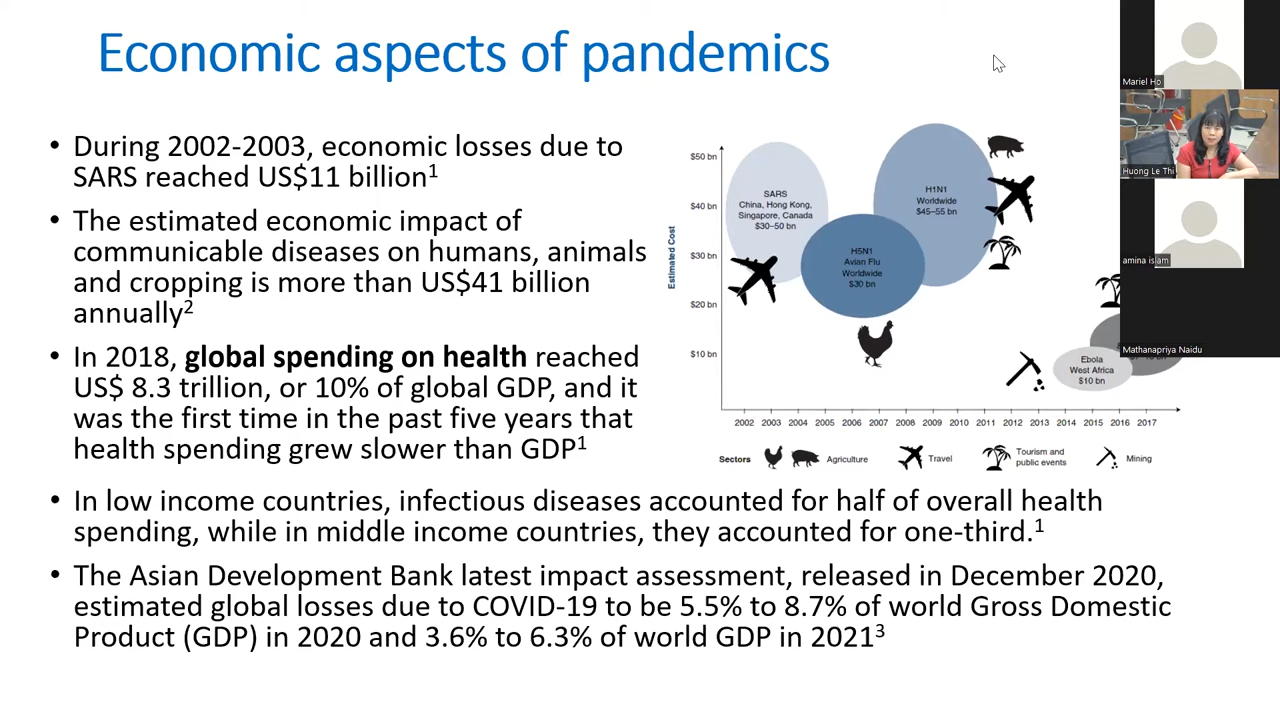 Economic aspects of pandemics
• During 2002-2003, economic losses due to
SARS reached US$11 billion1
• The estimated economic impact of
communicable diseases on humans, animals
and cropping is more than US$41 billion
annually2
• In 2018, global spending on health reached
US$ 8.3 trillion, or 10% of global GDP, and it
was the first time in the past five years that
health spending grew slower than GDP1
• In low income countries, infectious diseases accounted for half of overall health
spending, while in middle income countries, they accounted for one-third.1
• The Asian Development Bank latest impact assessment, released in December 2020,
estimated global losses due to COVID-19 to be 5.5% to 8.7% of world Gross Domestic
Product (GDP) in 2020 and 3.6% to 6.3% of world GDP in 20213
Estimated Cost
$50 bn
$40 bn
$30 bn
$20 bn
$10 bn
SARS
China, Hong Kong,
Singapore, Canada
$30–50 bn
H5N1
Avian Flu
Worldwide
$30 bn
H1N1
Worldwide
$45–55 bn
Ebola
West Africa
$10 bn
2002 2003 2004 2005 2006 2007 2008 2009 2010 2011 2012 2013 2014 2015 2016 2017
Sectors Agriculture Travel Tourism and
public events Mining
Mariel Ho
Huong Le Thi
amina islam
Mathanapriya Naidu